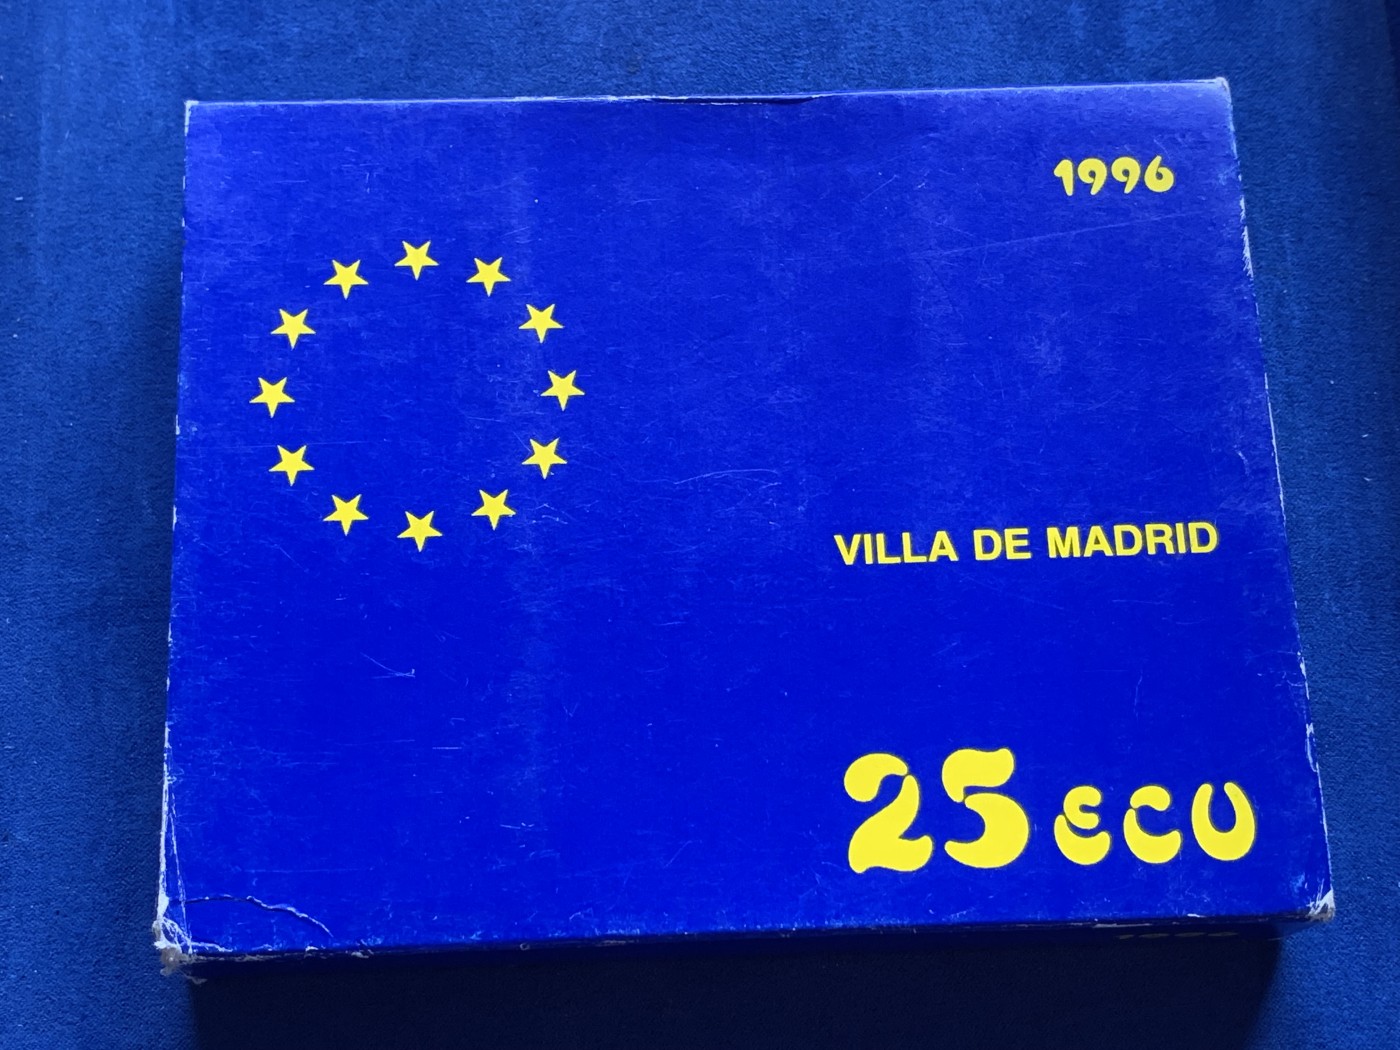 1996
VILLA DE MADRID
25 ECU